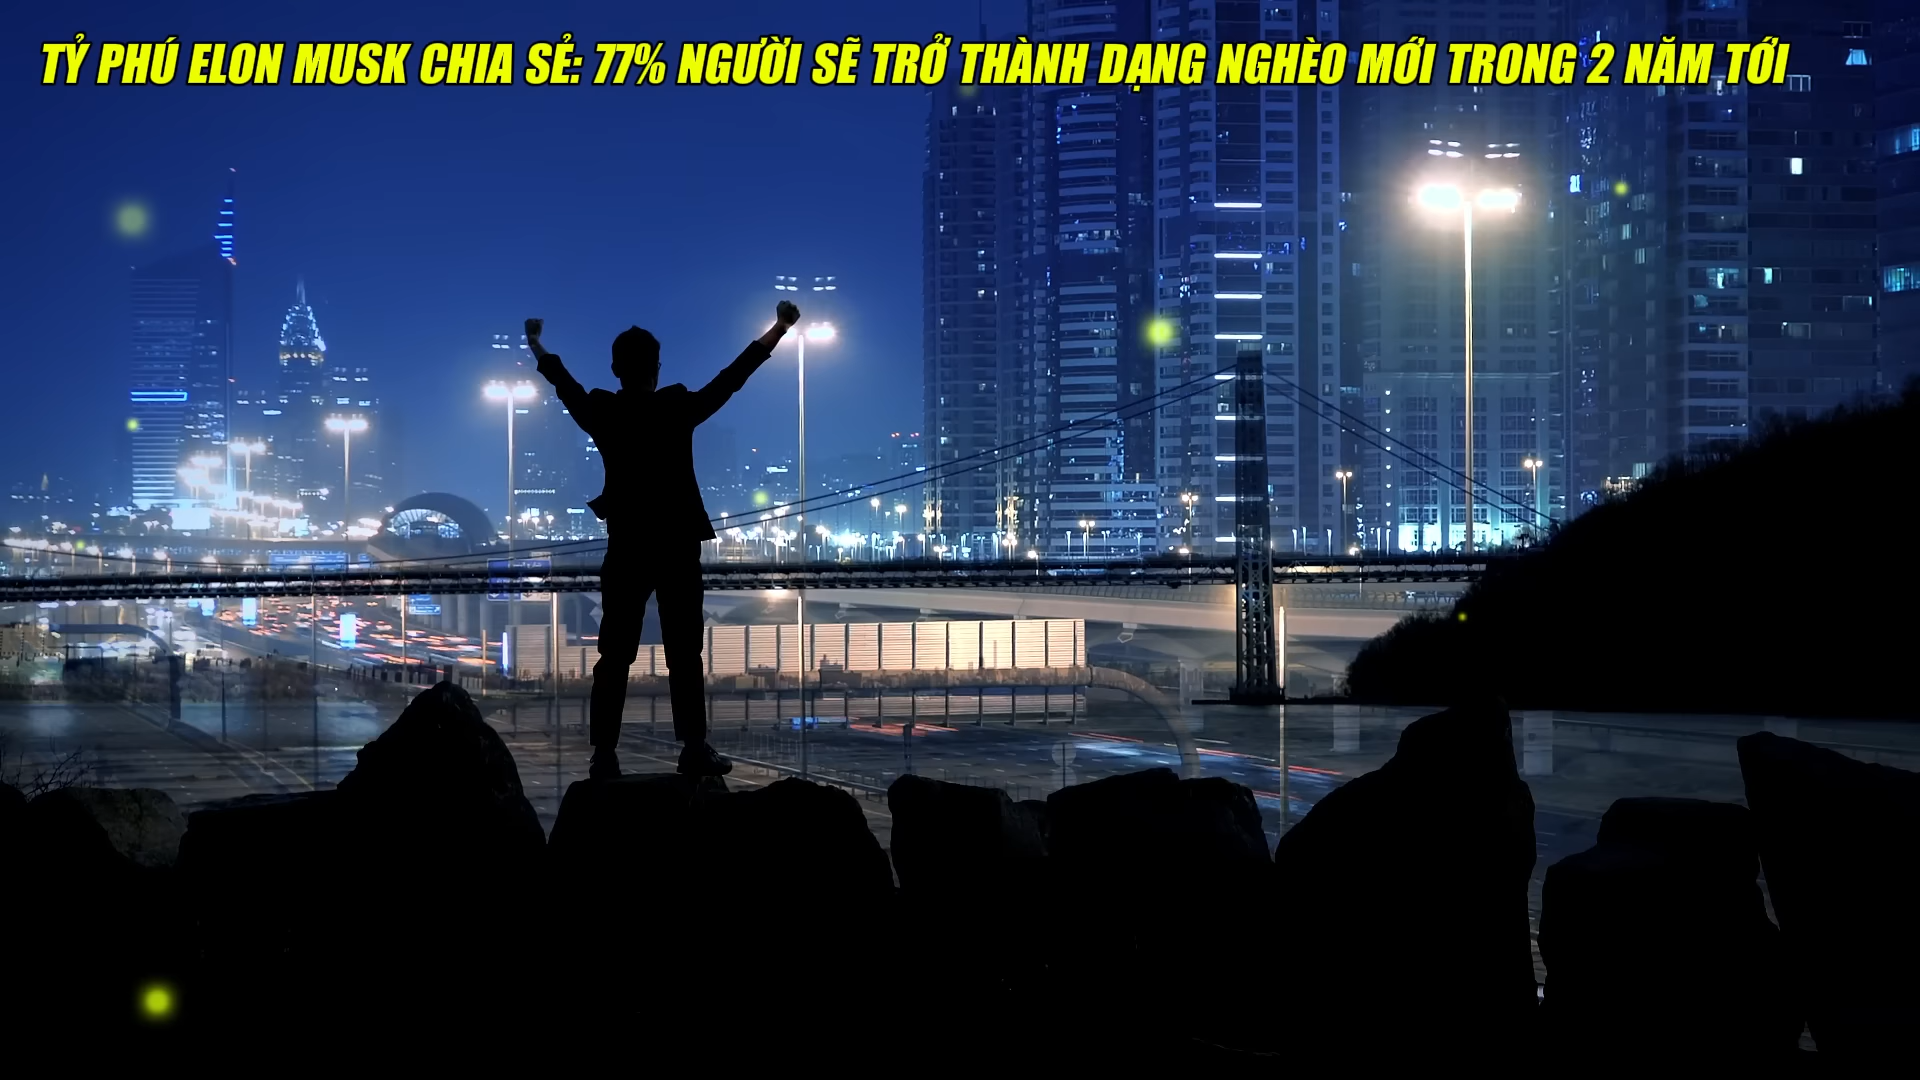 TỶ PHÚ ELON MUSK CHIA SẺ: 77% NGƯỜI SẼ TRỞ THÀNH DẠNG NGHÈO MỚI TRONG 2 NĂM TỚI